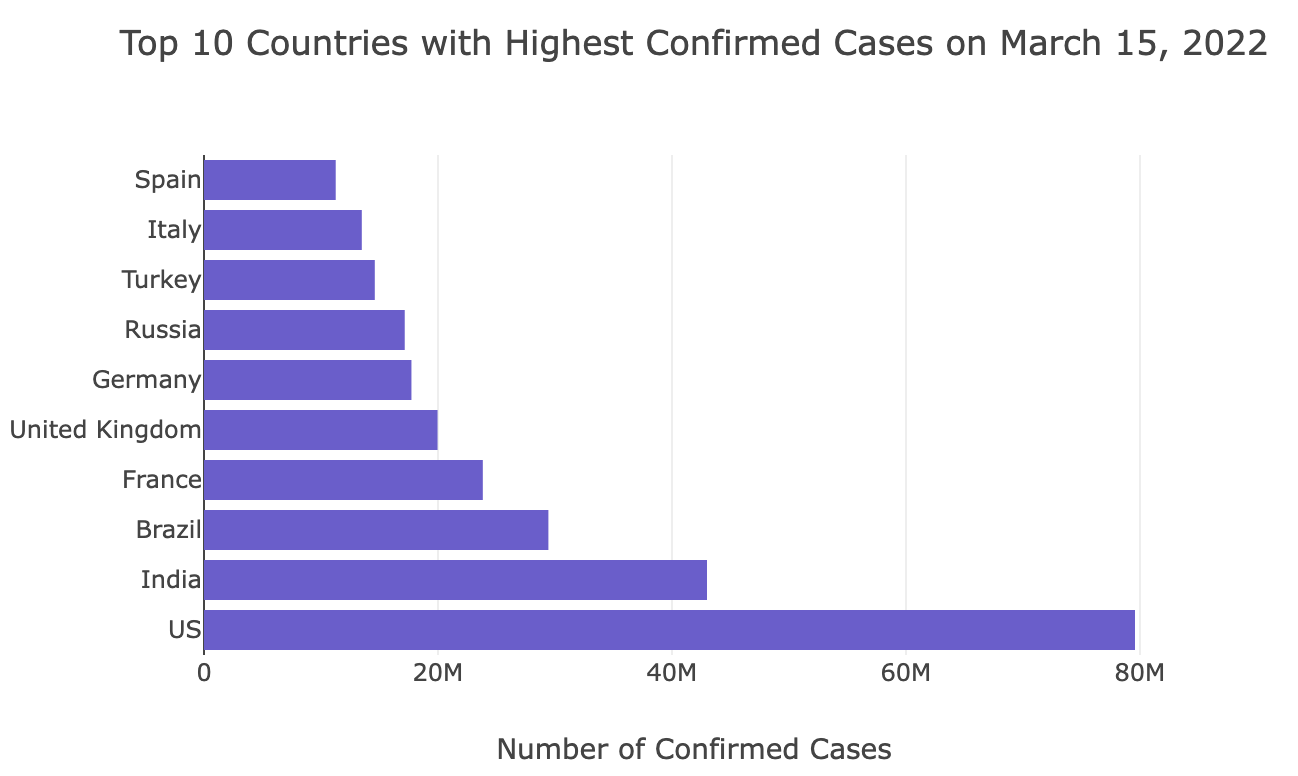 Top 10 Countries with Highest Confirmed Cases on March 15, 2022
Spain
Italy
Turkey
Russia
Germany
United Kingdom
France
Brazil
India
US
0 20M 40M 60M 80M
Number of Confirmed Cases